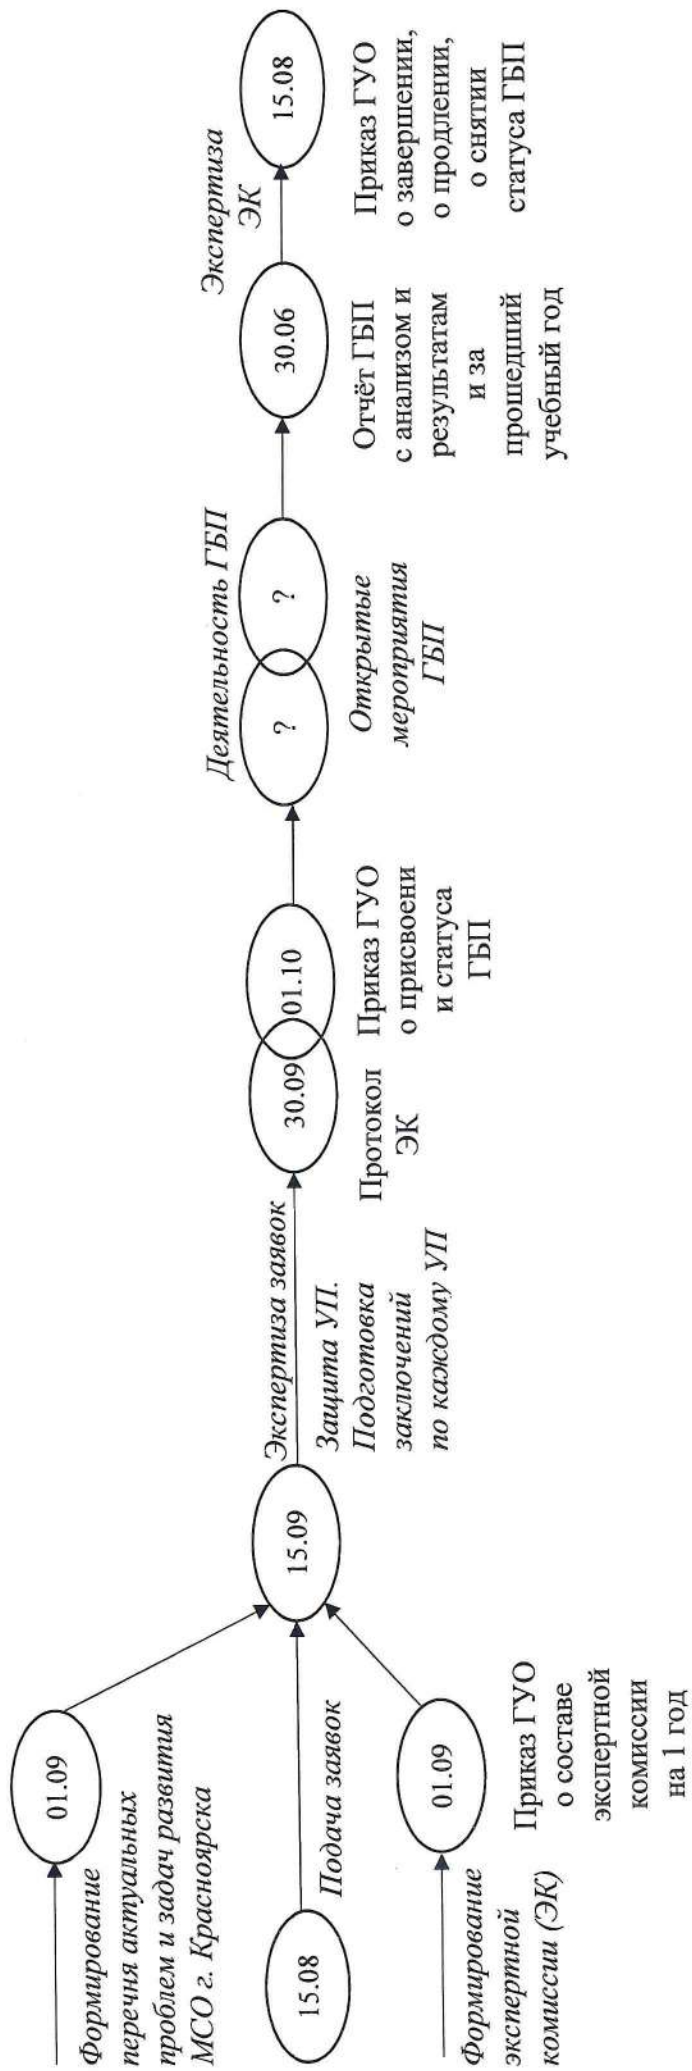 Формирование
перечня актуальных
проблем и задач развития
МСО г. Красноярска
01.09
15.08
Подача заявок
Формирование
экспертной
комиссии (ЭК)
01.09
Приказ ГУО
о составе
экспертной
комиссии
на 1 год
15.09
Экспертиза заявок
Защита УП.
Подготовка
заключений
по каждому УП
30.09
01.10
Протокол
ЭК
Приказ ГУО
о присвоени
и статуса
ГБП
Деятельность ГБП
?
?
Открытые
мероприятия
ГБП
30.06
Отчёт ГБП
с анализом и
результатам
и за
прошедший
учебный год
Экспертиза
ЭК
15.08
Приказ ГУО
о завершении,
о продлении,
о снятии
статуса ГБП